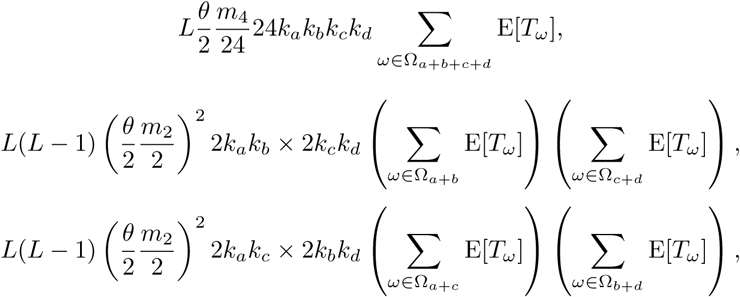 $L\frac{\theta}{2}\frac{m_4}{24}24k_ak_bk_ck_d\sum_{\omega\in\Omega_{a+b+c+d}}\mathrm{E}[T_\omega],$
$L(L-1)\left(\frac{\theta}{2}\frac{m_2}{2}\right)^2 2k_ak_b\times 2k_ck_d\left(\sum_{\omega\in\Omega_{a+b}}\mathrm{E}[T_\omega]\right)\left(\sum_{\omega\in\Omega_{c+d}}\mathrm{E}[T_\omega]\right),$
$L(L-1)\left(\frac{\theta}{2}\frac{m_2}{2}\right)^2 2k_ak_c\times 2k_bk_d\left(\sum_{\omega\in\Omega_{a+c}}\mathrm{E}[T_\omega]\right)\left(\sum_{\omega\in\Omega_{b+d}}\mathrm{E}[T_\omega]\right),$